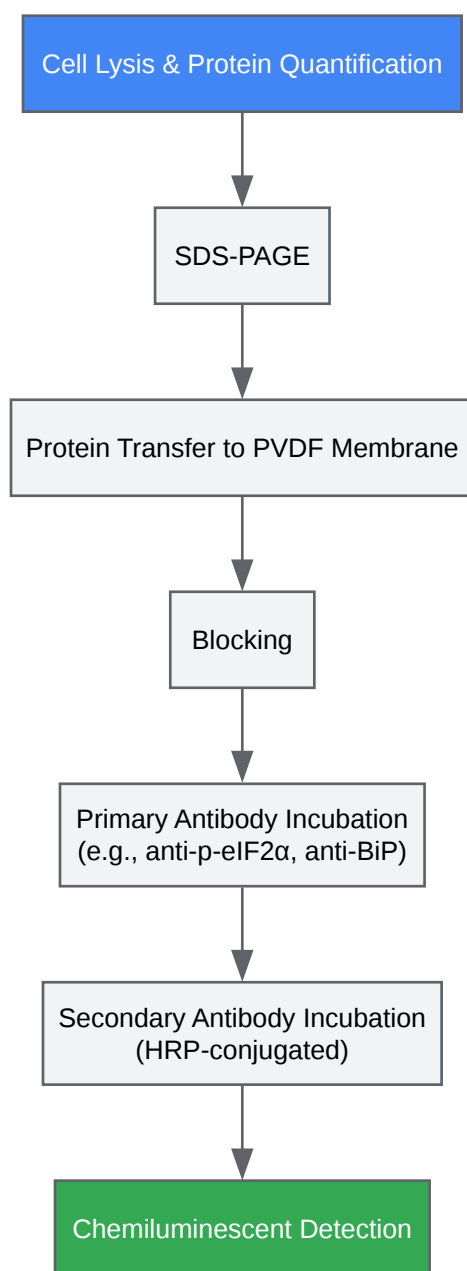 Cell Lysis & Protein Quantification
SDS-PAGE
Protein Transfer to PVDF Membrane
Blocking
Primary Antibody Incubation
(e.g., anti-p-eIF2α, anti-BiP)
Secondary Antibody Incubation
(HRP-conjugated)
Chemiluminescent Detection